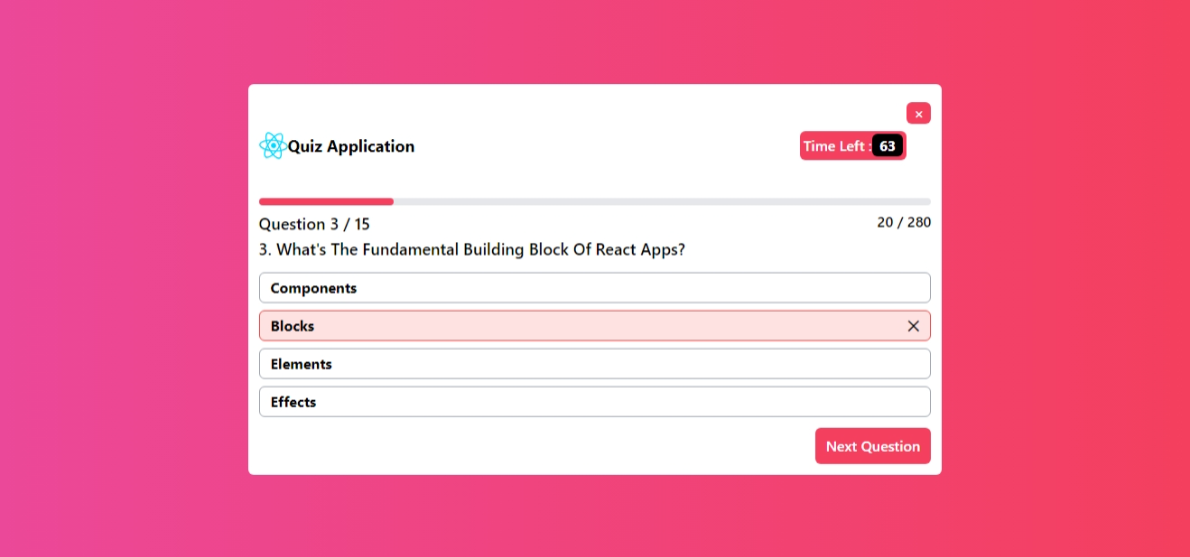 ×
Quiz Application
Time Left : 63
Question 3 / 15
20 / 280
3. What's The Fundamental Building Block Of React Apps?
Components
Blocks
Elements
Effects
Next Question